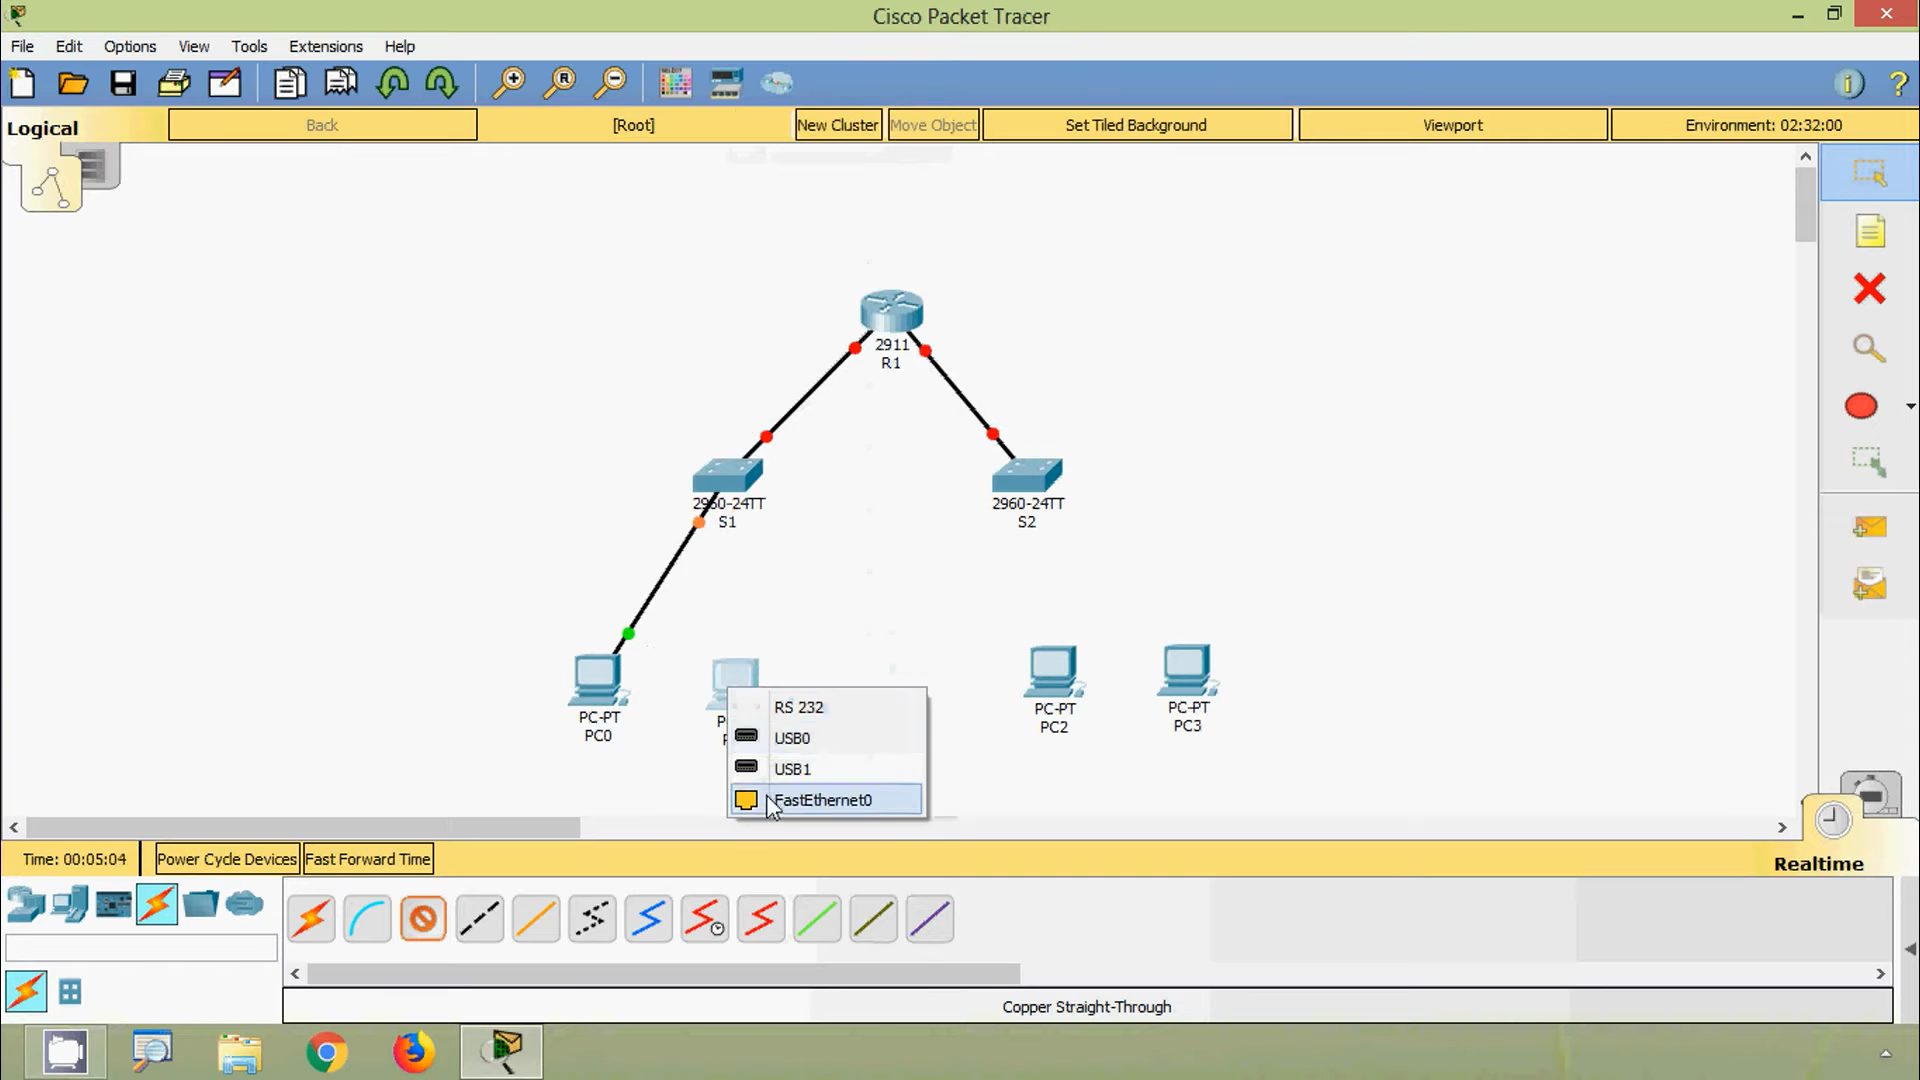 Cisco Packet Tracer
File Edit Options View Tools Extensions Help
Logical Back [Root] New Cluster Move Object Set Tiled Background Viewport Environment: 02:32:00
2911
R1
2960-24TT
S1
2960-24TT
S2
PC-PT
PC0
PC-PT
PC2
PC-PT
PC3
RS 232
USB0
USB1
FastEthernet0
Time: 00:05:04 Power Cycle Devices Fast Forward Time
Realtime
Copper Straight-Through